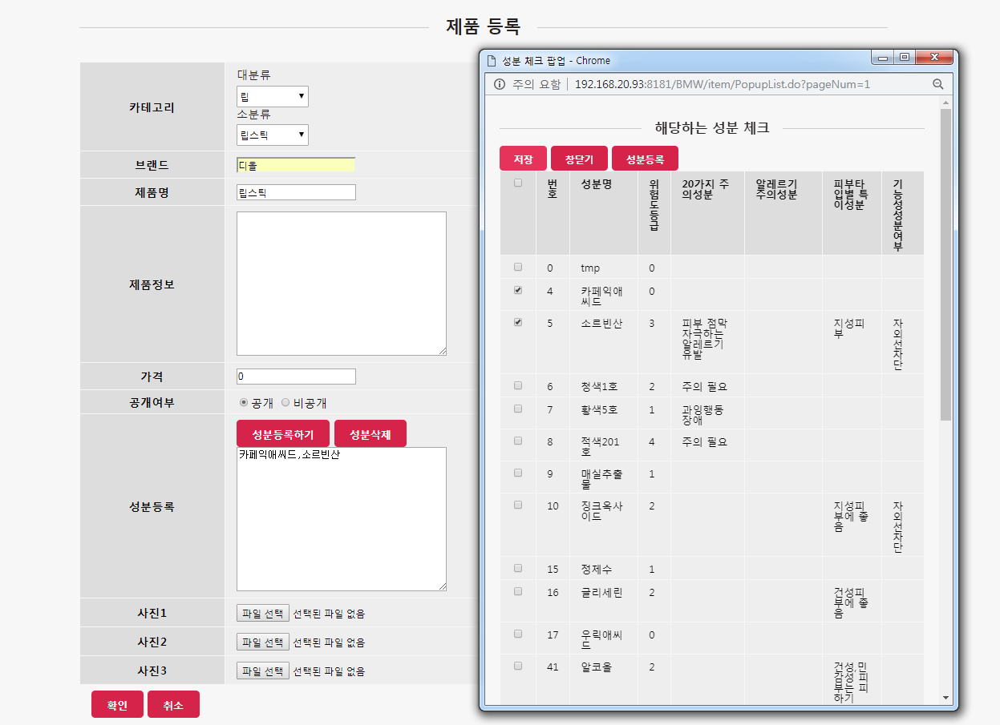 제품 등록
카테고리
대분류
립
소분류
립스틱
브랜드
디올
제품명
립스틱
제품정보
가격
0
공개여부
공개 비공개
성분등록
성분등록하기 성분삭제
카페익애씨드,소르빈산
사진1
파일 선택 선택된 파일 없음
사진2
파일 선택 선택된 파일 없음
사진3
파일 선택 선택된 파일 없음
확인 취소
성분 체크 팝업 - Chrome
주의 요함 192.168.20.93:8181/BMW/item/PopupList.do?pageNum=1
해당하는 성분 체크
저장 창닫기 성분등록
번
호
성분명
위
험
도
등
급
20가지 주
의성분
알레르기
주의성분
피부타
입별 특
이성분
기
능
성
성
분
여
부
0 tmp 0
4
카페익애
씨드
0
5 소르빈산 3
피부 점막
자극하는
알레르기
유발
지성피
부
자
외
선
차
단
6 청색1호 2 주의 필요
7 황색5호 1
과잉행동
장애
8
적색201
호
4 주의 필요
9
매실추출
물
1
10
징크옥사
이드
2
지성피
부에 좋
음
자
외
선
차
단
15 정제수 1
16 글리세린 2
건성피
부에 좋
음
17
우릭애씨
드
0
41 알코올 2
건성,민
감성 피
부는 피
하기